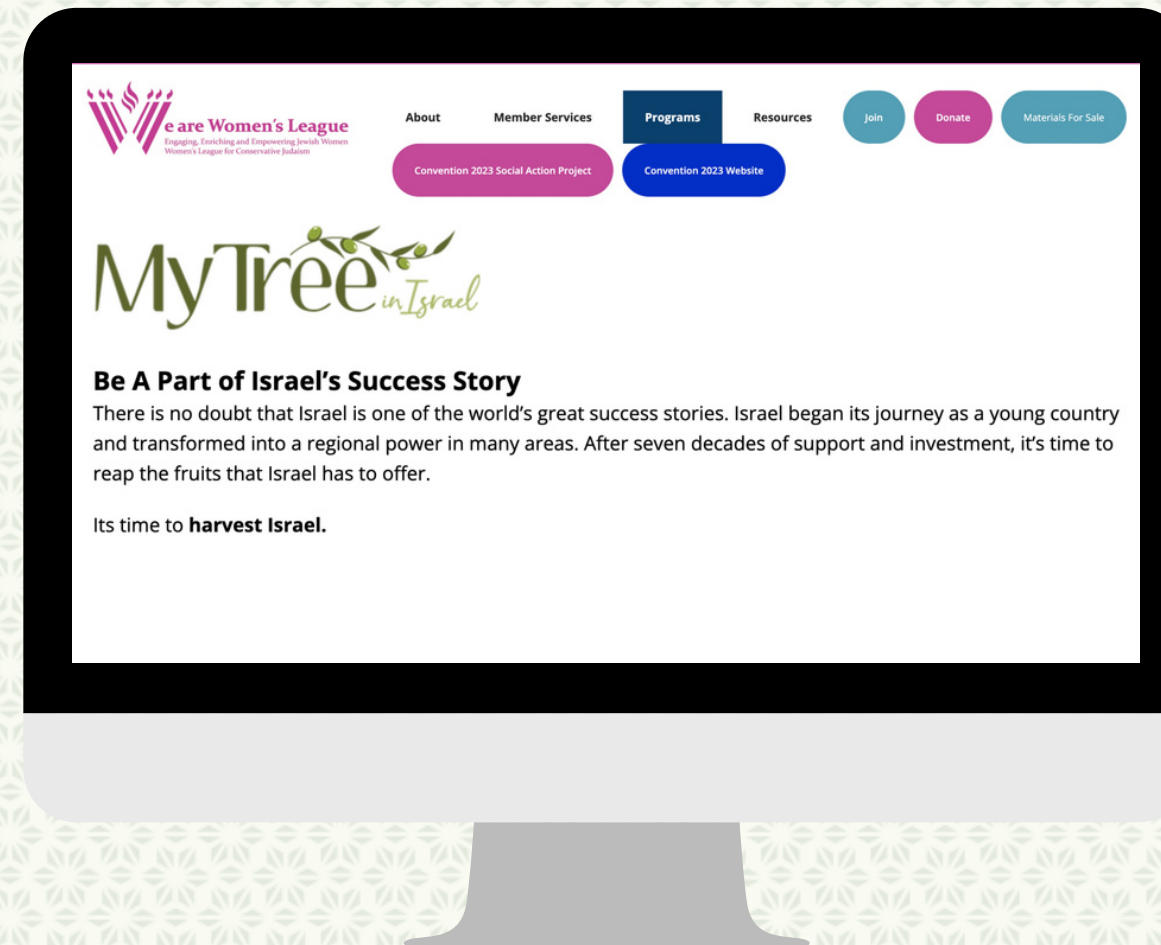 We are Women's League
Engaging, Enriching and Empowering Jewish Women
Women's League for Conservative Judaism
About
Member Services
Programs
Resources
Join
Donate
Materials For Sale
Convention 2023 Social Action Project
Convention 2023 Website
MyTree
in Israel
Be A Part of Israel’s Success Story
There is no doubt that Israel is one of the world’s great success stories. Israel began its journey as a young country
and transformed into a regional power in many areas. After seven decades of support and investment, it’s time to
reap the fruits that Israel has to offer.
Its time to harvest Israel.